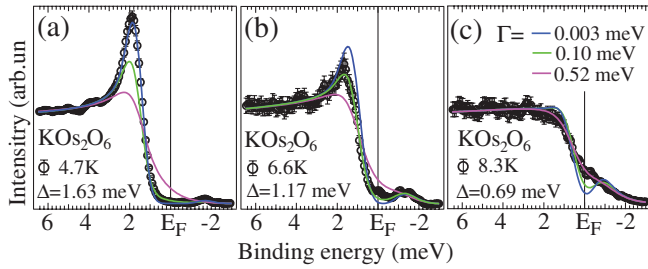 (a) (b) (c) Γ= 0.003 meV
0.10 meV
0.52 meV
Intensitry (arb.un
KOs2O6 KOs2O6 KOs2O6
4.7K 6.6K 8.3K
Δ=1.63 meV Δ=1.17 meV Δ=0.69 meV
6 4 2 EF -2 6 4 2 EF -2 6 4 2 EF -2
Binding energy (meV)